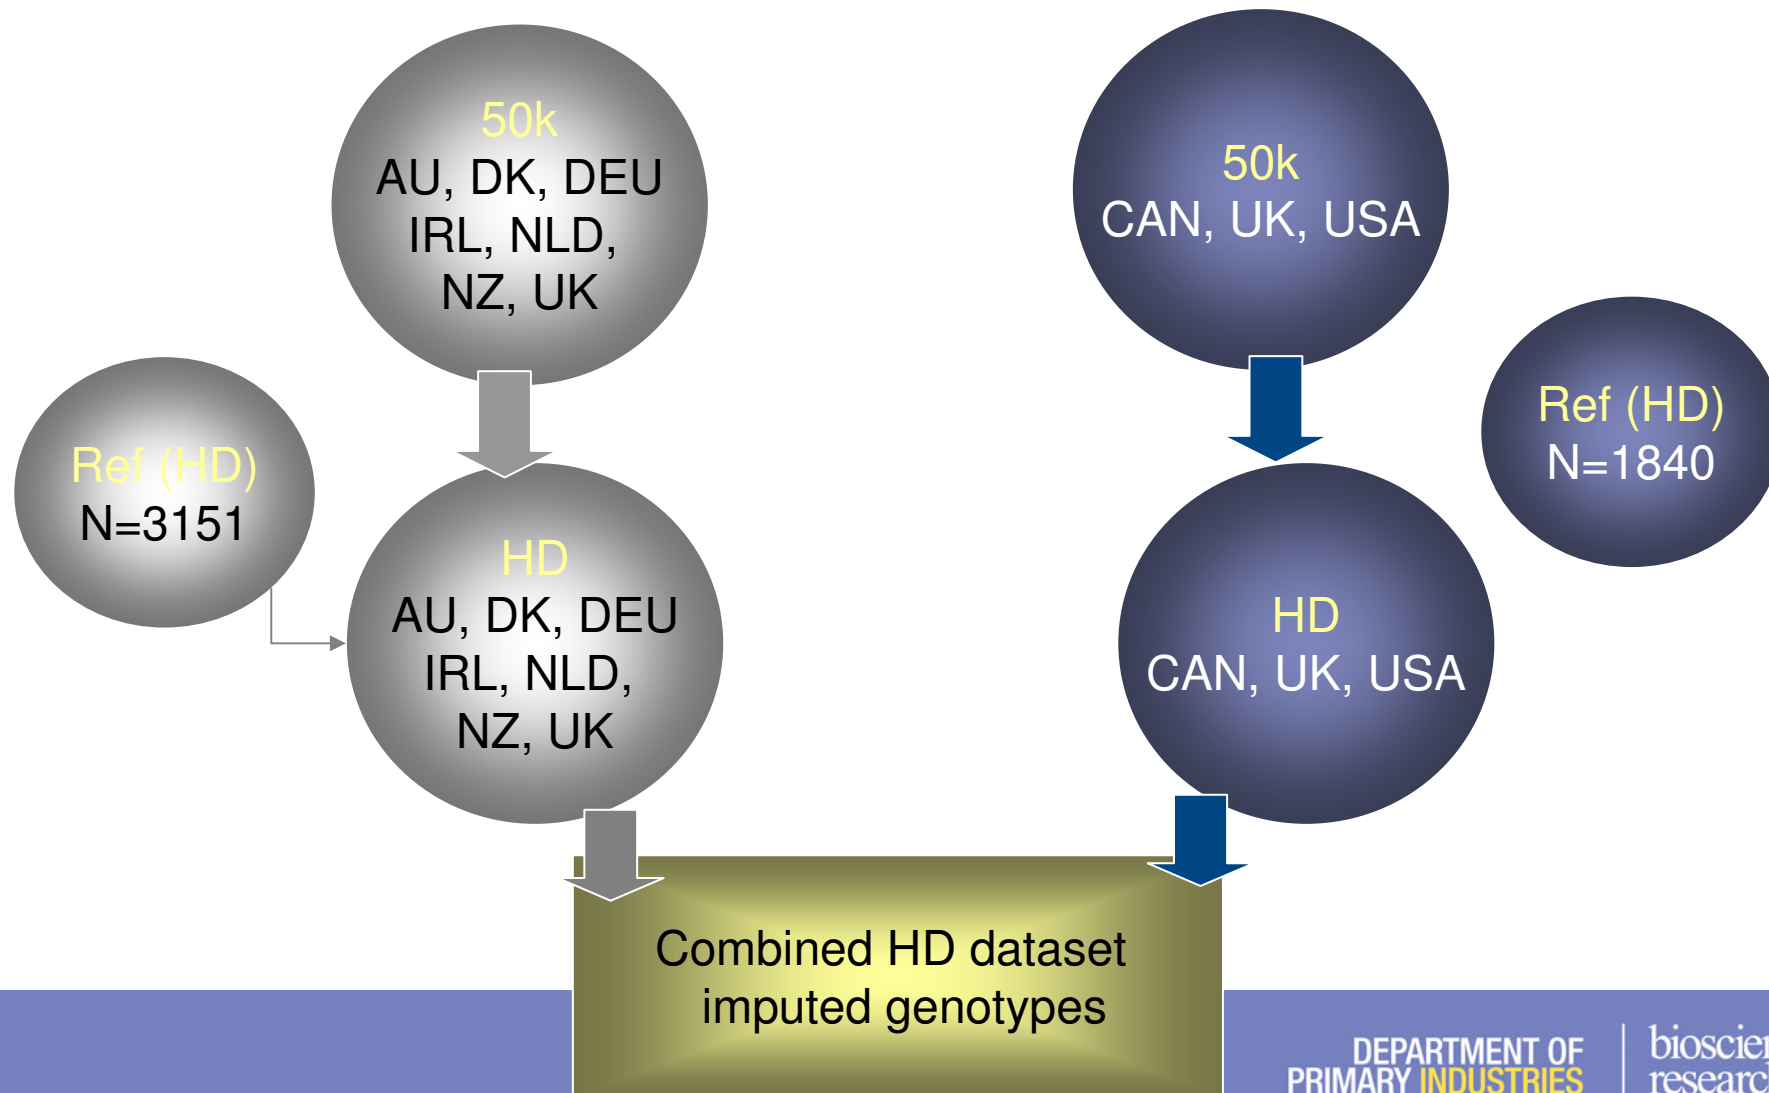 50k
AU, DK, DEU
IRL, NLD,
NZ, UK
50k
CAN, UK, USA
Ref (HD)
N=3151
Ref (HD)
N=1840
HD
AU, DK, DEU
IRL, NLD,
NZ, UK
HD
CAN, UK, USA
Combined HD dataset
imputed genotypes
DEPARTMENT OF
PRIMARY INDUSTRIES